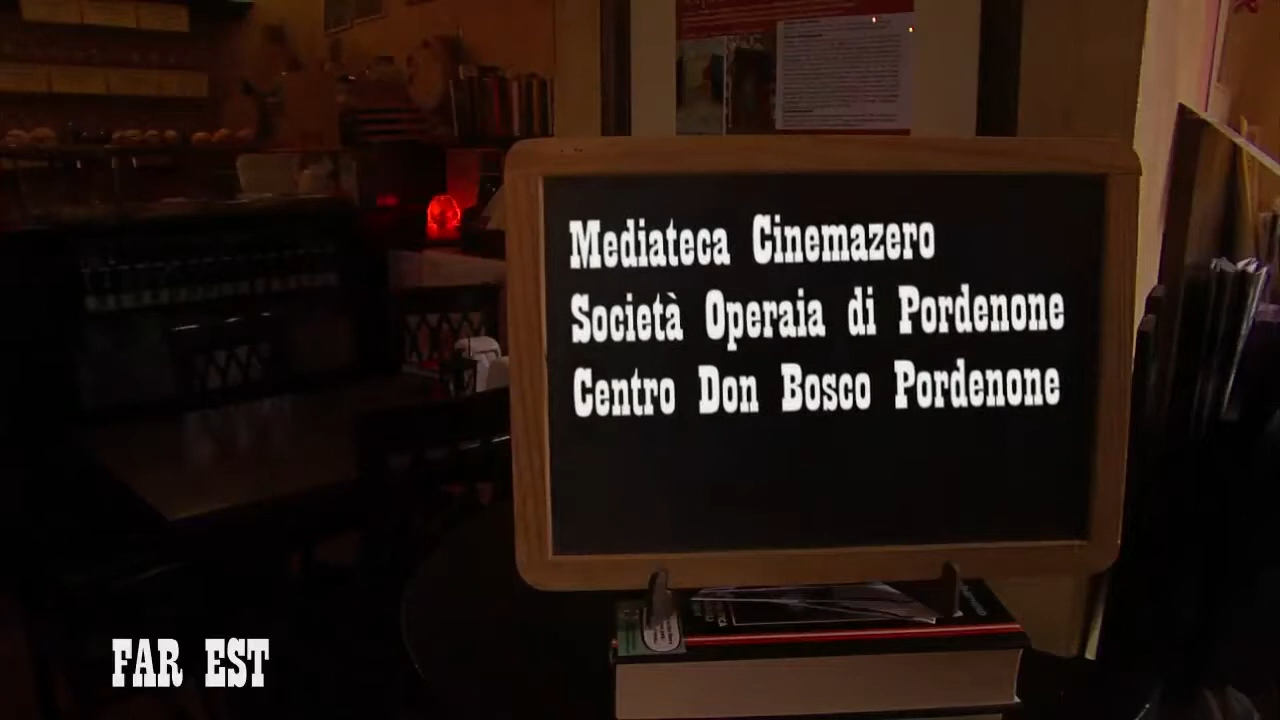 Mediateca Cinemazero
Società Operaia di Pordenone
Centro Don Bosco Pordenone
FAR EST